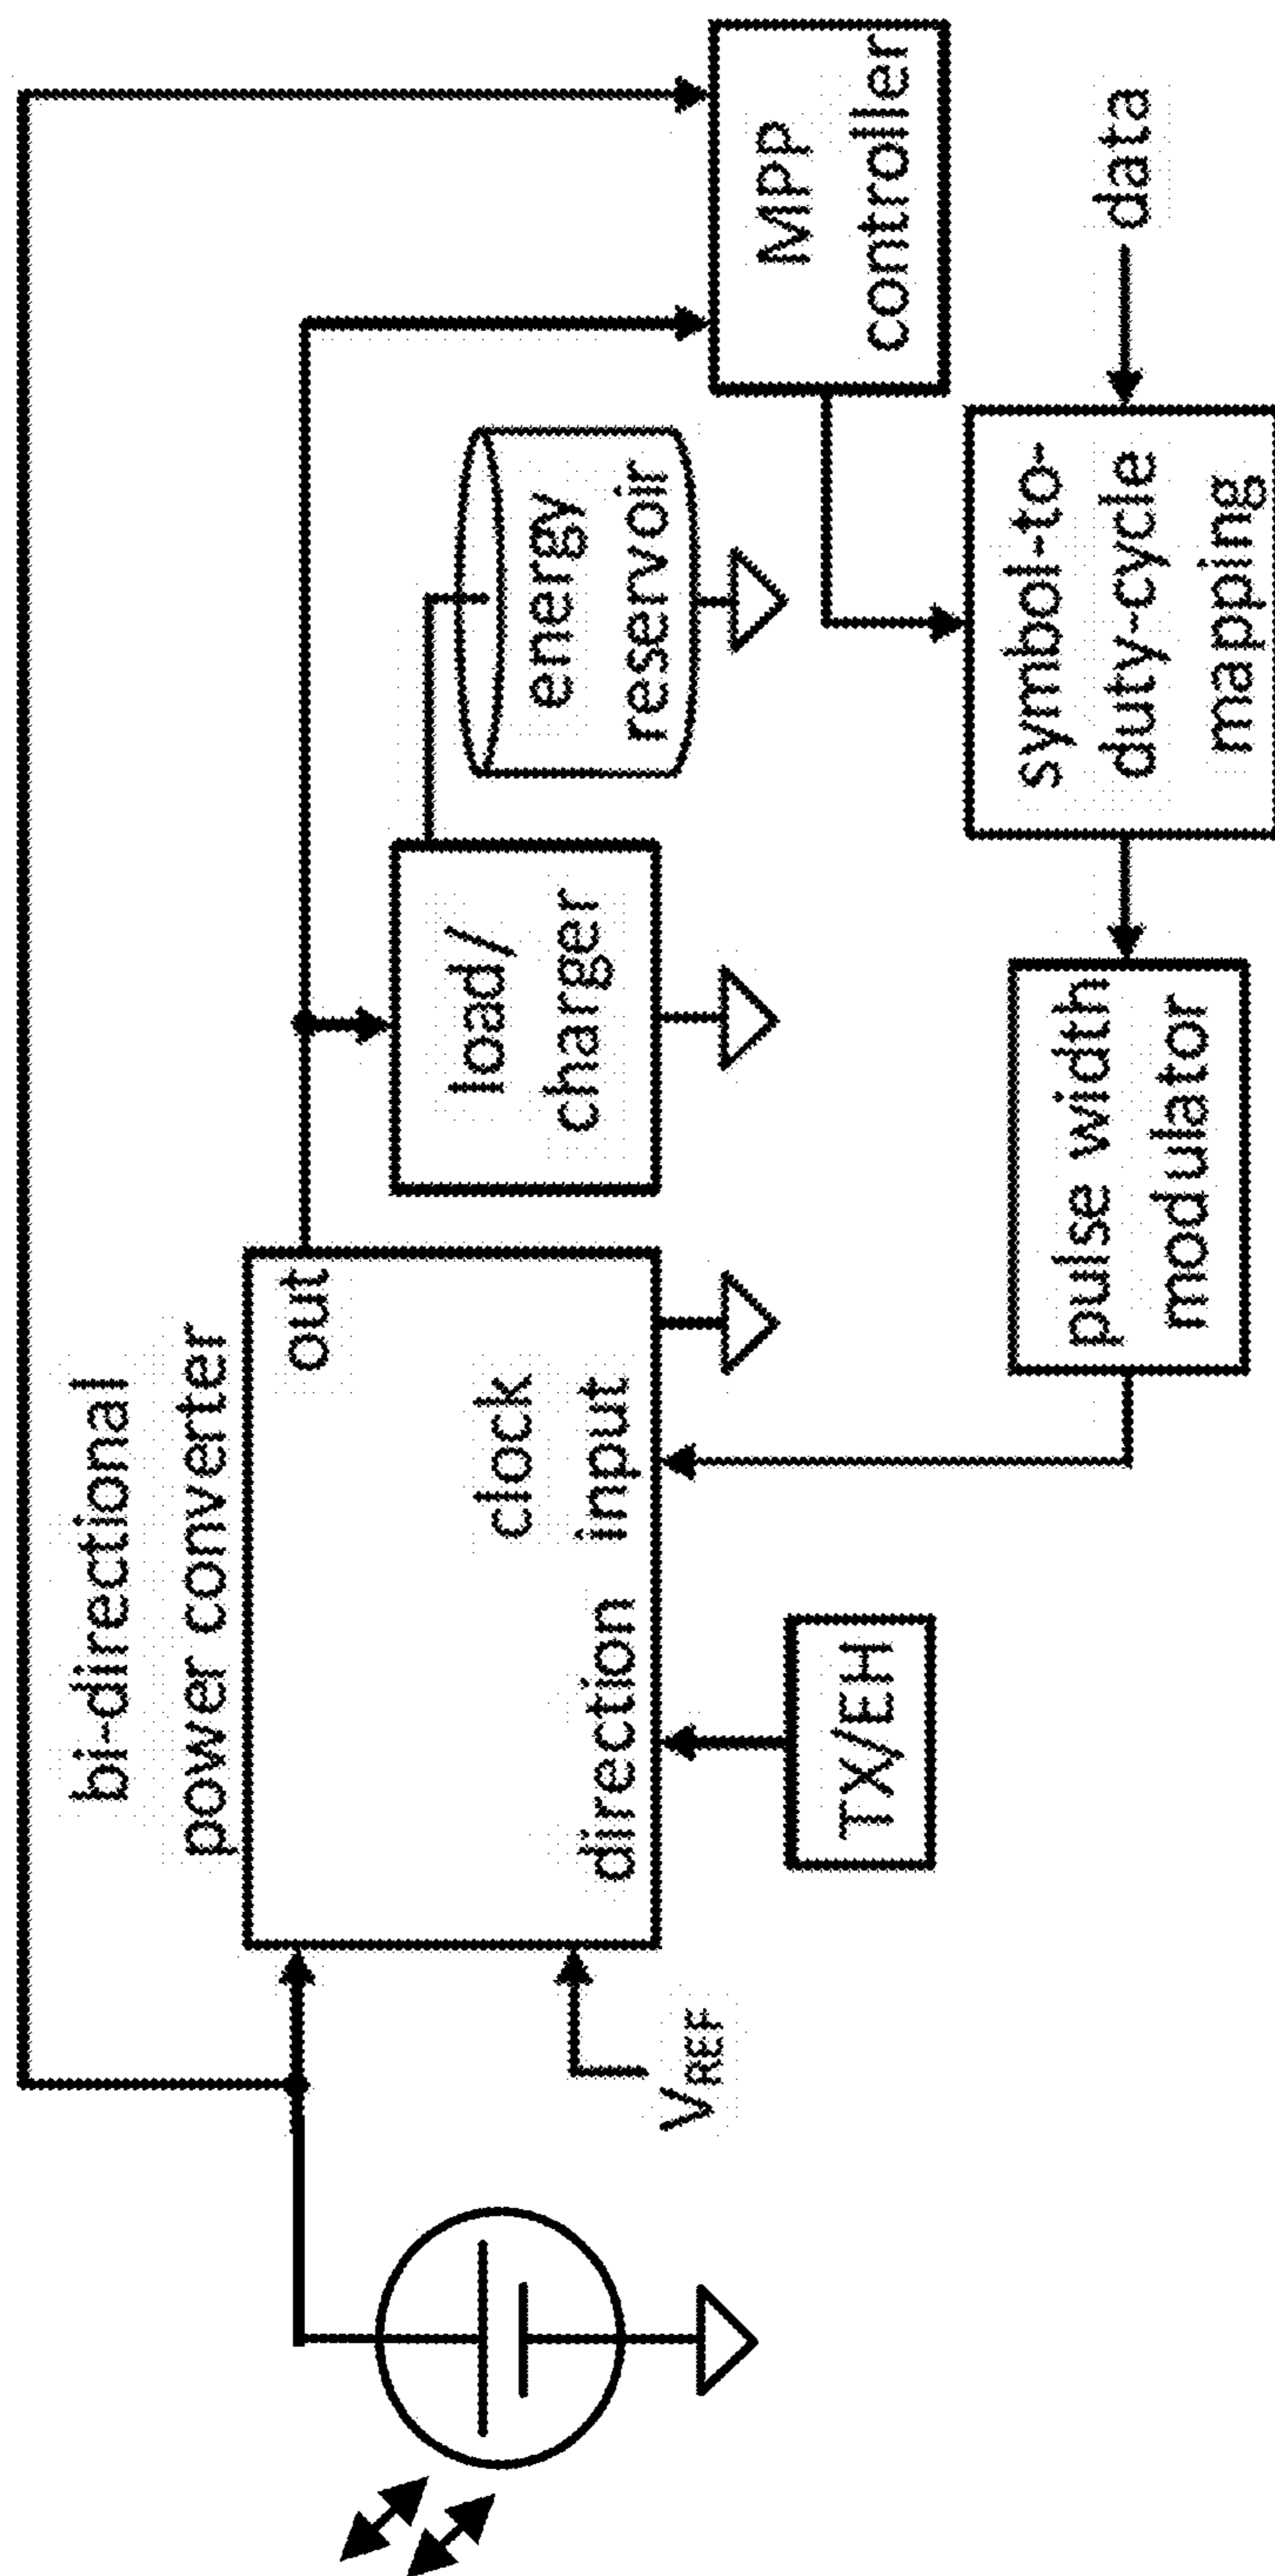 bi-directional
power converter
out
clock
input
direction
TX/EH
VREF
load/
charger
energy
reservoir
MPP
controller
pulse width
modulator
symbol-to-
duty-cycle
mapping
data